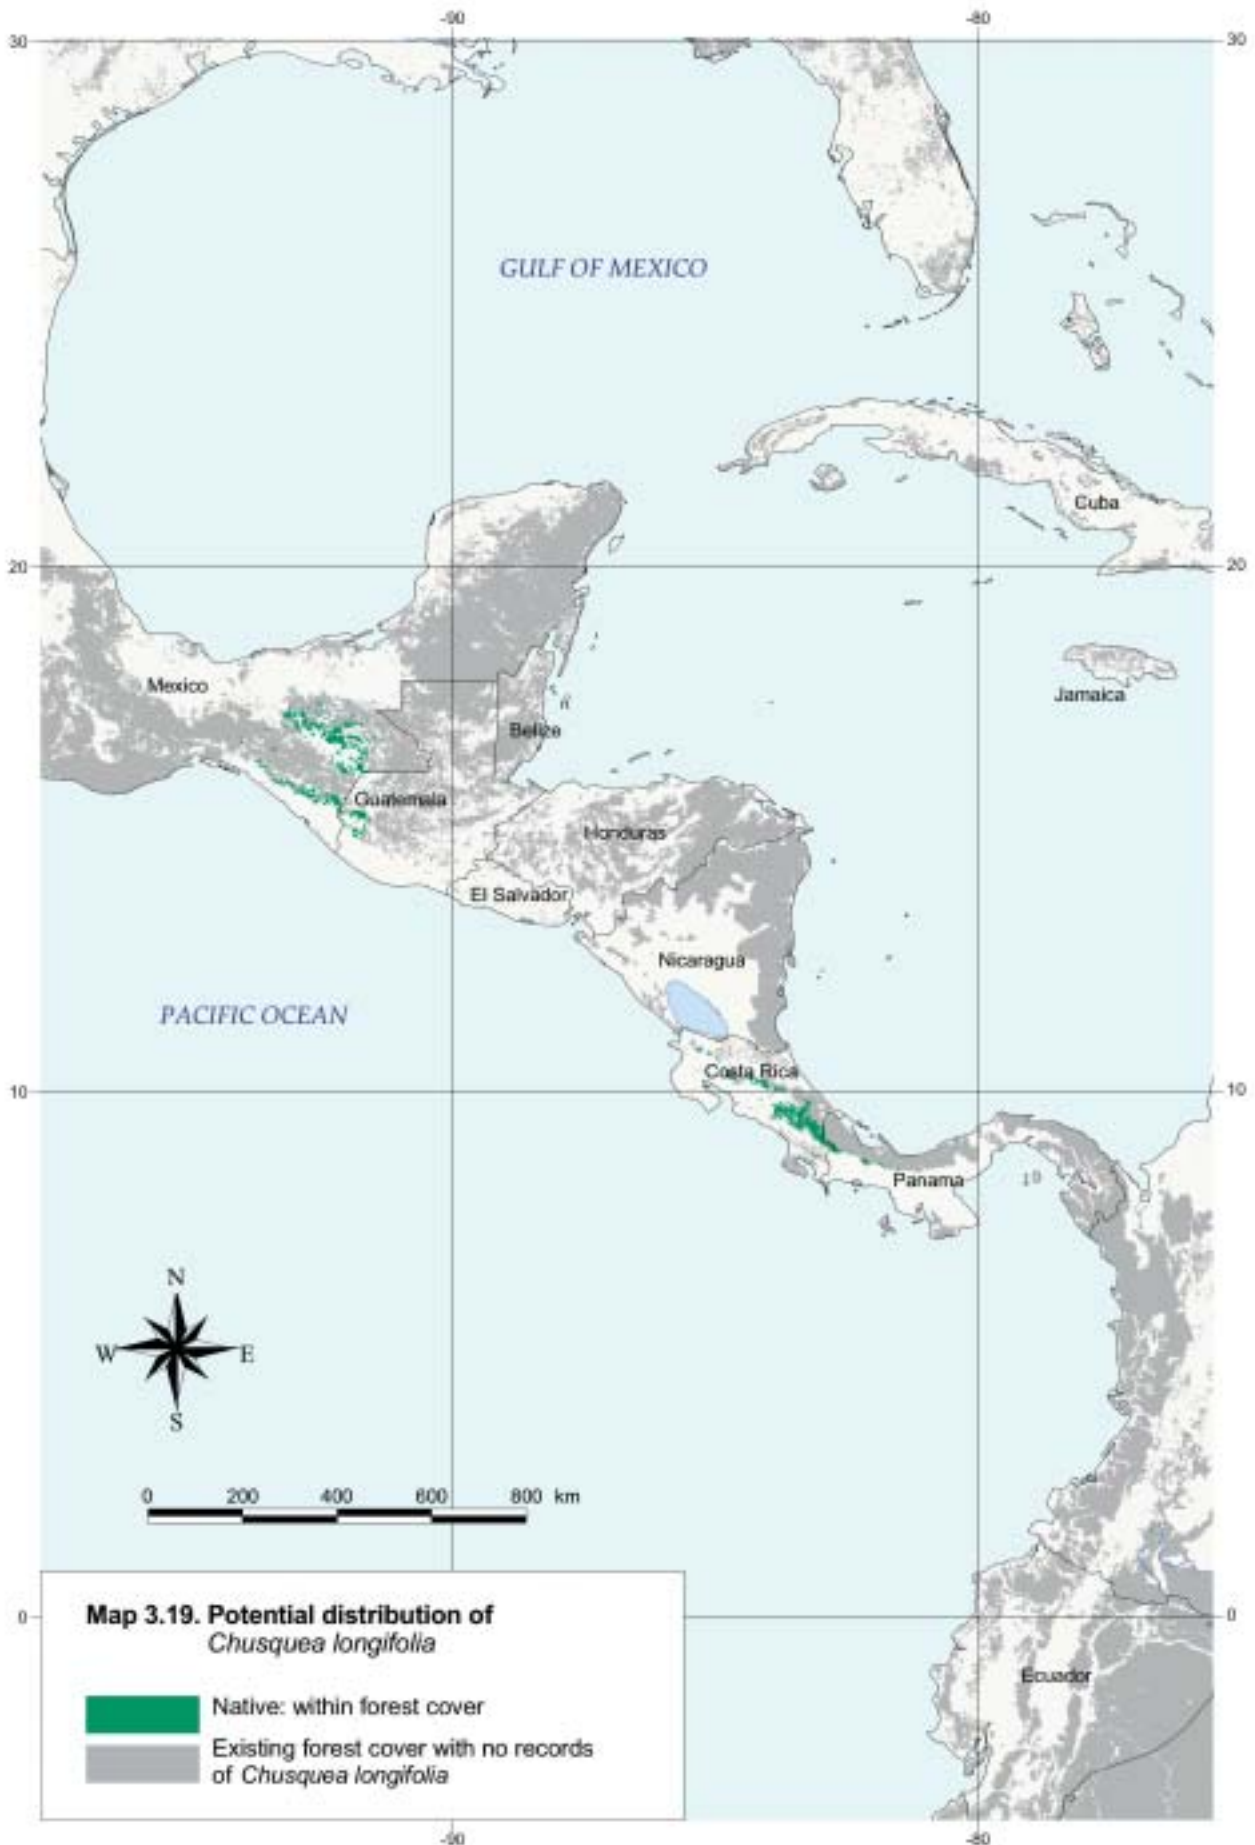 -90 -80
30 30
GULF OF MEXICO
Cuba
20 20
Mexico
Jamaica
Belize
Guatemala
Honduras
El Salvador
Nicaragua
PACIFIC OCEAN
Costa Rica
10 10
Panama
10
N
W E
S
0 200 400 600 800 km
Map 3.19. Potential distribution of
Chusquea longifolia
0 0
Ecuador
Native: within forest cover
Existing forest cover with no records
of Chusquea longifolia
-90 -80